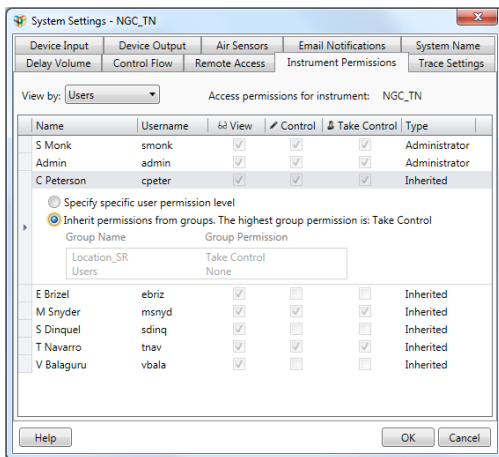 System Settings - NGC_TN
Device Input Device Output Air Sensors Email Notifications System Name
Delay Volume Control Flow Remote Access Instrument Permissions Trace Settings
View by: Users Access permissions for instrument: NGC_TN
Name Username View Control Take Control Type
S Monk smonk Administrator
Admin admin Administrator
C Peterson cpeter Inherited
Specify specific user permission level
Inherit permissions from groups. The highest group permission is: Take Control
Group Name Group Permission
Location_SR Take Control
Users None
E Brizel ebriz Inherited
M Snyder msnyd Inherited
S Dinquel sdinq Inherited
T Navarro tnav Inherited
V Balaguru vbala Inherited
Help OK Cancel